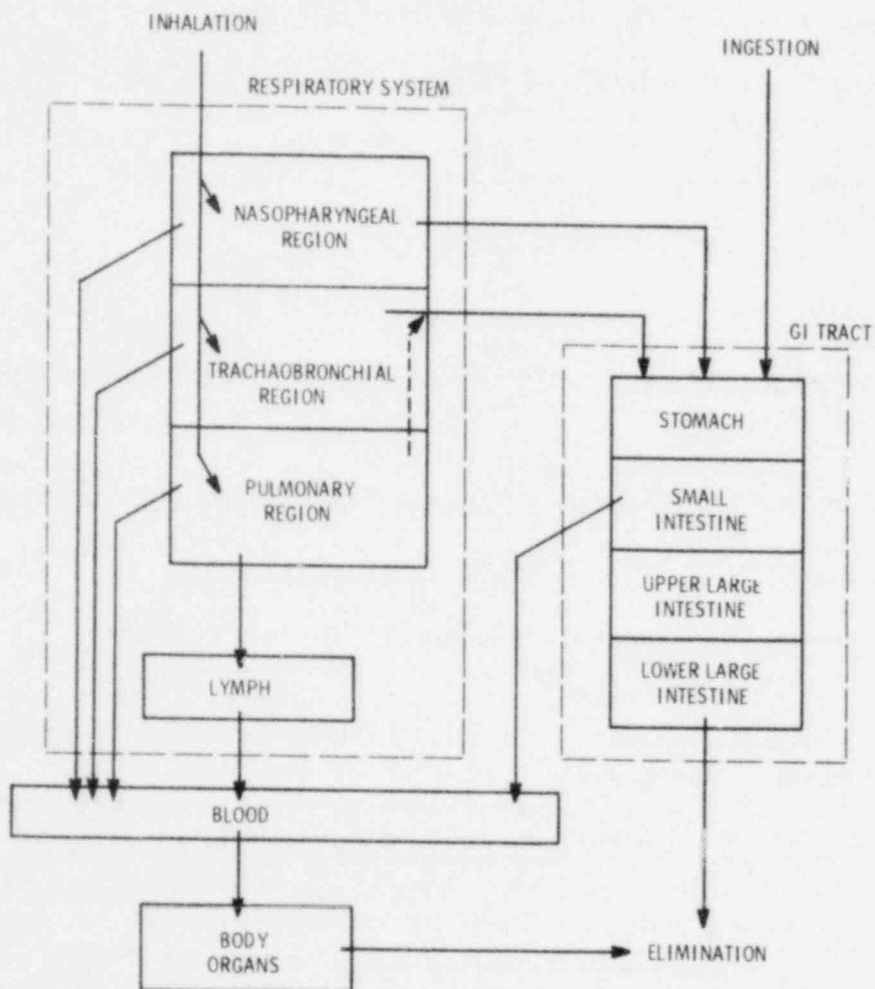 INHALATION
INGESTION
RESPIRATORY SYSTEM
NASOPHARYNGEAL
REGION
GI TRACT
TRACHAOBRONCHIAL
REGION
STOMACH
PULMONARY
REGION
SMALL
INTESTINE
UPPER LARGE
INTESTINE
LYMPH
LOWER LARGE
INTESTINE
BLOOD
BODY
ORGANS
ELIMINATION